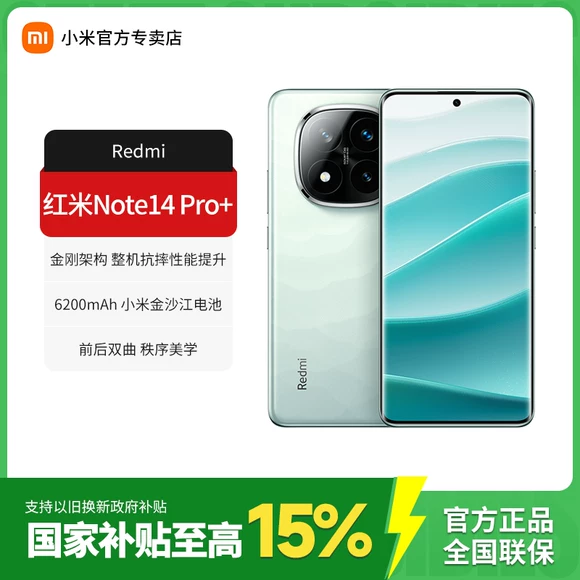 mi 小米官方专卖店
Redmi
红米Note14 Pro+
金刚架构 整机抗摔性能提升
6200mAh 小米金沙江电池
前后双曲 秩序美学
Redmi
支持以旧换新政府补贴
国家补贴至高15%
官方正品
全国联保